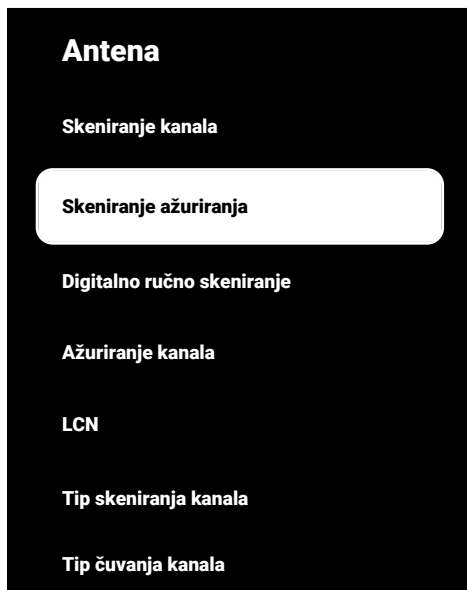 Antena
Skeniranje kanala
Skeniranje ažuriranja
Digitalno ručno skeniranje
Ažuriranje kanala
LCN
Tip skeniranja kanala
Tip čuvanja kanala